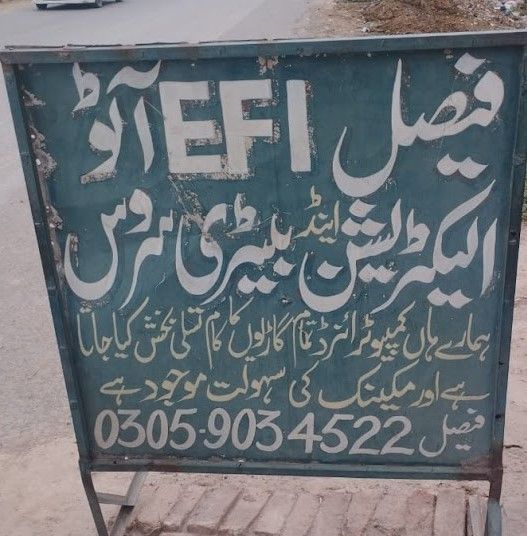 فیصل EFI آٹو
الیکٹریشن اینڈ بیٹری سروس
ہمارے ہاں کمپیوٹرائزڈ تمام گاڑیوں کا کام تسلی بخش کیا جاتا
ہے اور مکینک کی سہولت موجود ہے
فیصل 0305-9034522